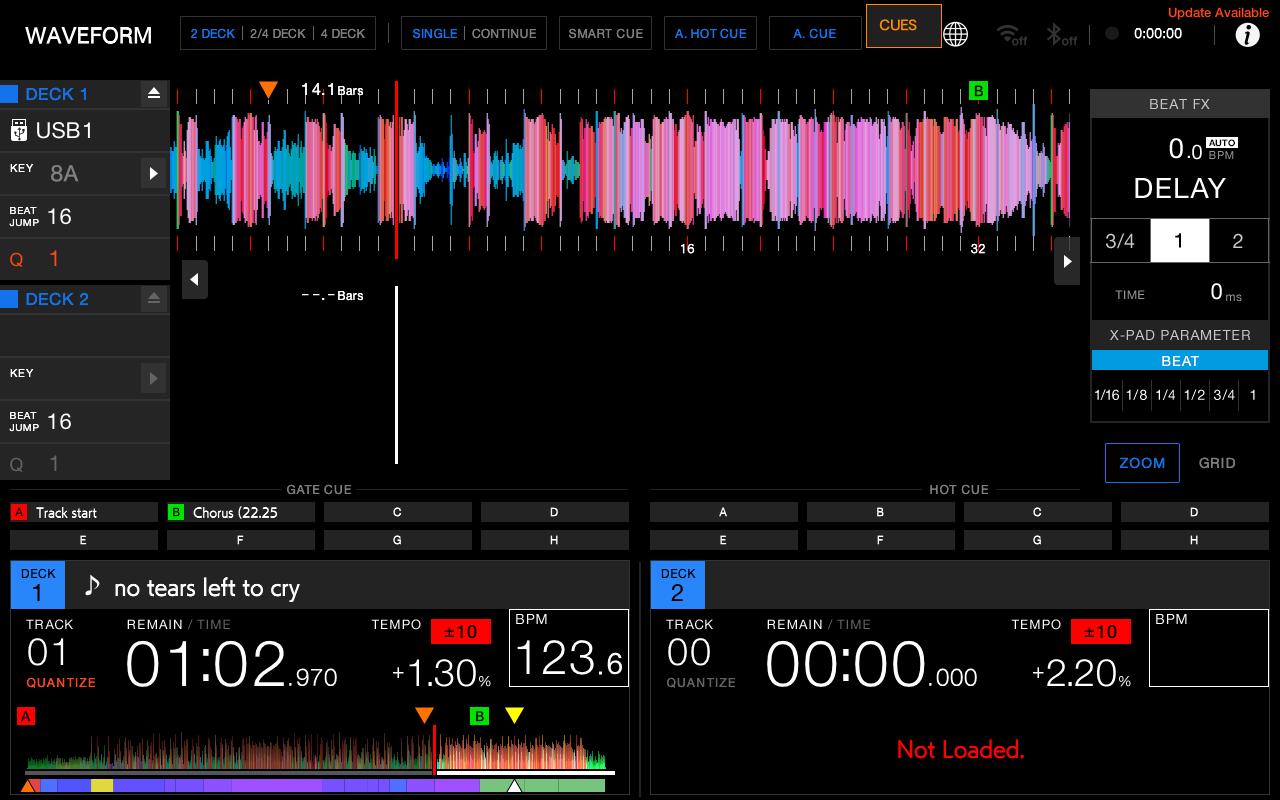 Update Available
WAVEFORM
2 DECK | 2/4 DECK | 4 DECK
SINGLE | CONTINUE
SMART CUE
A. HOT CUE
A. CUE
CUES
off
off
0:00:00
DECK 1
USB1
KEY 8A
BEAT JUMP 16
Q 1
14.1Bars
B
16
32
DECK 2
KEY
BEAT JUMP 16
Q 1
--.-Bars
BEAT FX
0.0 AUTO BPM
DELAY
3/4 1 2
TIME 0 ms
X-PAD PARAMETER
BEAT
1/16 1/8 1/4 1/2 3/4 1
ZOOM GRID
GATE CUE
A Track start
B Chorus (22.25
C
D
E
F
G
H
HOT CUE
A
B
C
D
E
F
G
H
DECK 1
no tears left to cry
TRACK
01
QUANTIZE
REMAIN / TIME
01:02.970
TEMPO ±10
+1.30%
BPM
123.6
A
B
DECK 2
TRACK
00
QUANTIZE
REMAIN / TIME
00:00.000
TEMPO ±10
+2.20%
BPM
Not Loaded.